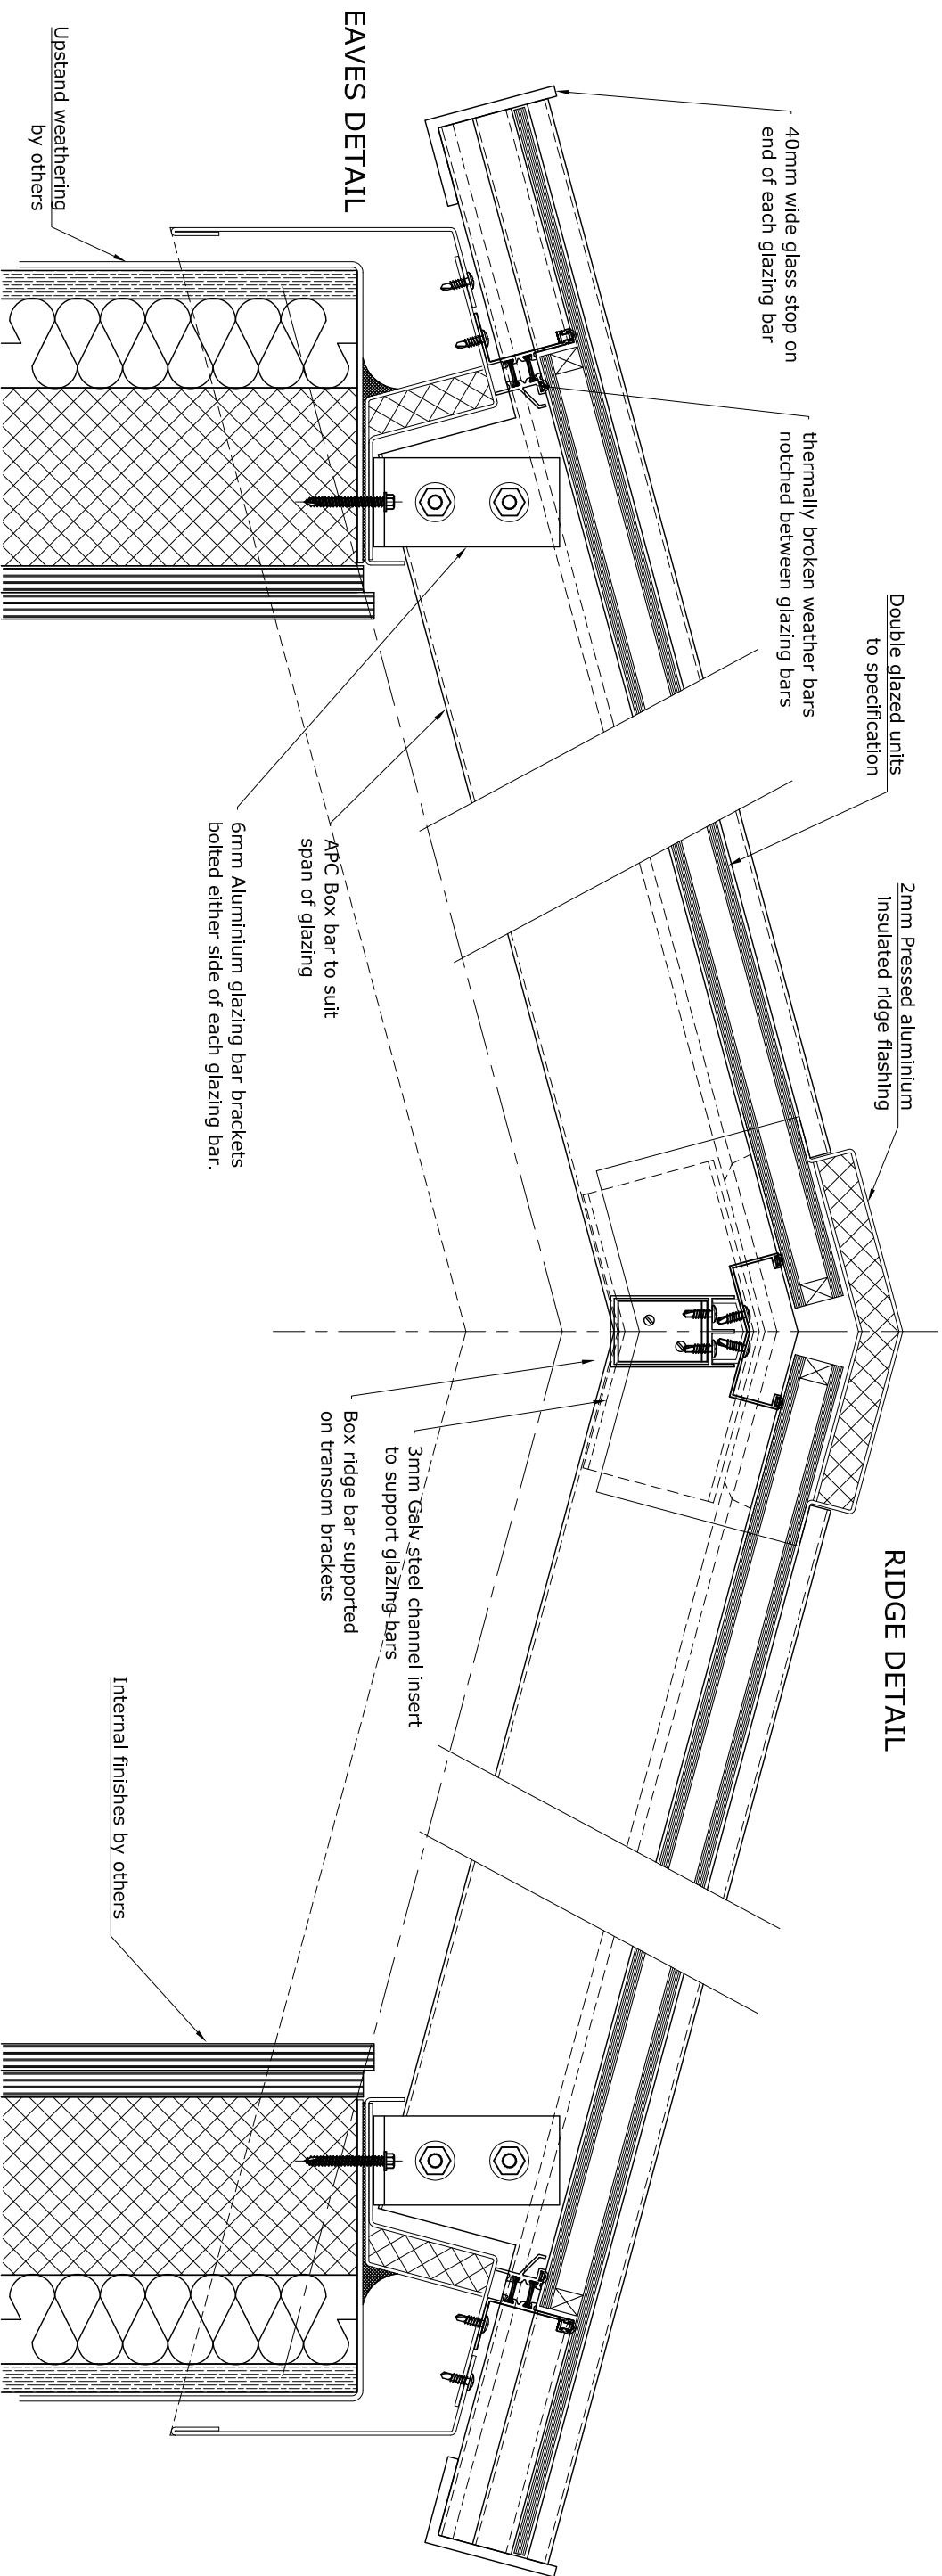 EAVES DETAIL
40mm wide glass stop on
end of each glazing bar
Upstand weathering
by others
thermally broken weather bars
notched between glazing bars
Double glazed units
to specification
APC Box bar to suit
span of glazing
6mm Aluminium glazing bar brackets
bolted either side of each glazing bar.
2mm Pressed aluminium
insulated ridge flashing
RIDGE DETAIL
3mm Galv steel channel insert
to support glazing bars
Box ridge bar supported
on transom brackets
Internal finishes by others